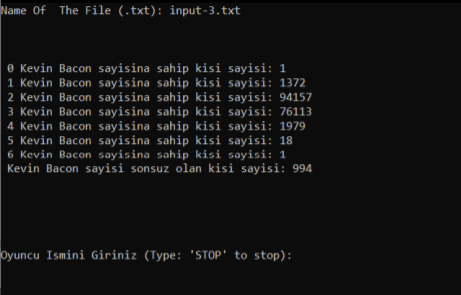 Name Of  The File (.txt): input-3.txt
0 Kevin Bacon sayisina sahip kisi sayisi: 1
1 Kevin Bacon sayisina sahip kisi sayisi: 1372
2 Kevin Bacon sayisina sahip kisi sayisi: 94157
3 Kevin Bacon sayisina sahip kisi sayisi: 76113
4 Kevin Bacon sayisina sahip kisi sayisi: 1979
5 Kevin Bacon sayisina sahip kisi sayisi: 18
6 Kevin Bacon sayisina sahip kisi sayisi: 1
Kevin Bacon sayisi sonsuz olan kisi sayisi: 994
Oyuncu Ismini Giriniz (Type: 'STOP' to stop):